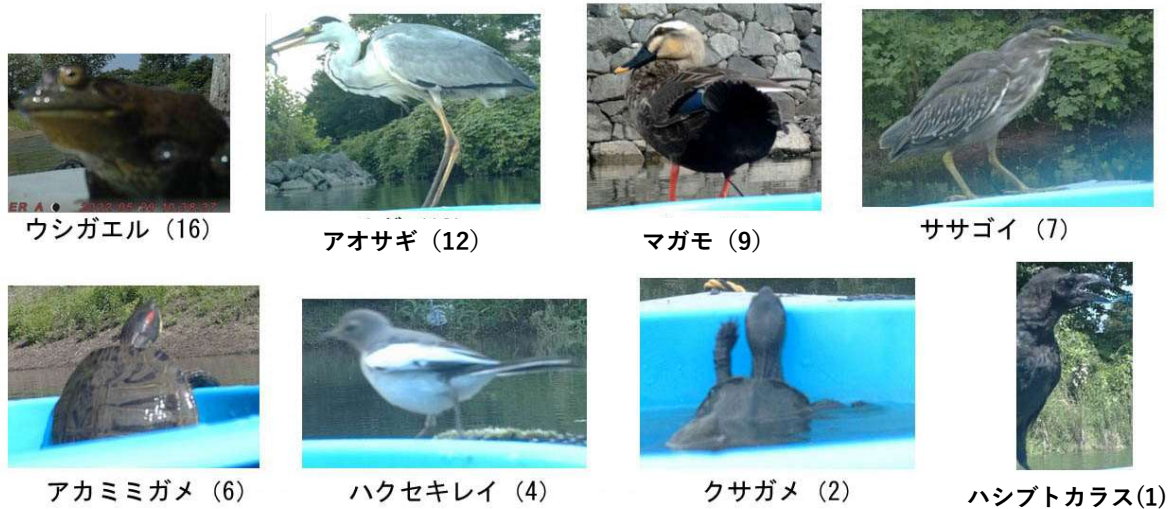 ウシガエル（16）
アオサギ（12）
マガモ（9）
ササゴイ（7）
アカミミガメ（6）
ハクセキレイ（4）
クサガメ（2）
ハシブトカラス(1)